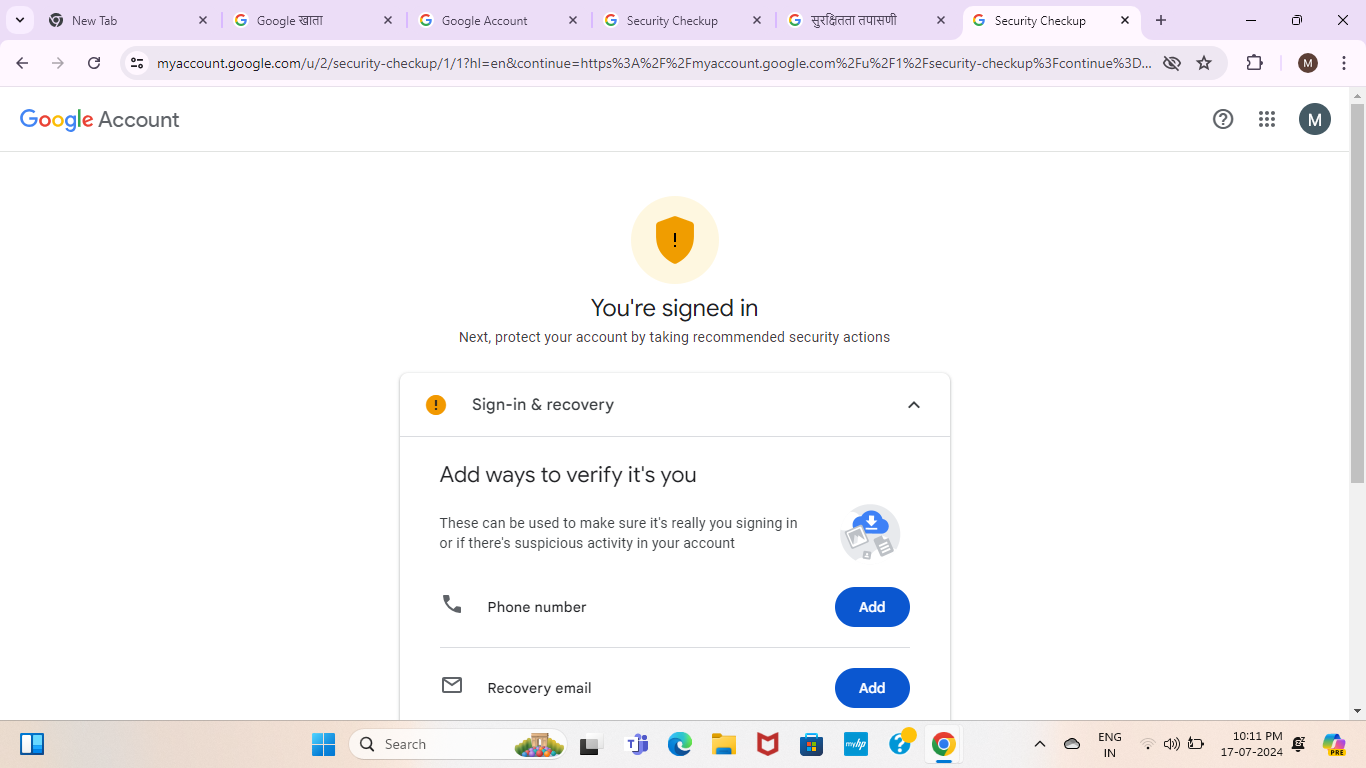 New Tab
Google खाता
Google Account
Security Checkup
सुरक्षितता तपासणी
Security Checkup
myaccount.google.com/u/2/security-checkup/1/1?hl=en&continue=https%3A%2F%2Fmyaccount.google.com%2Fu%2F1%2Fsecurity-checkup%3Fcontinue%3D...
M
Google Account
M
!
You're signed in
Next, protect your account by taking recommended security actions
! Sign-in & recovery
Add ways to verify it's you
These can be used to make sure it's really you signing in
or if there's suspicious activity in your account
Phone number
Add
Recovery email
Add
Search
myhp
ENG
IN
10:11 PM
17-07-2024
PRE